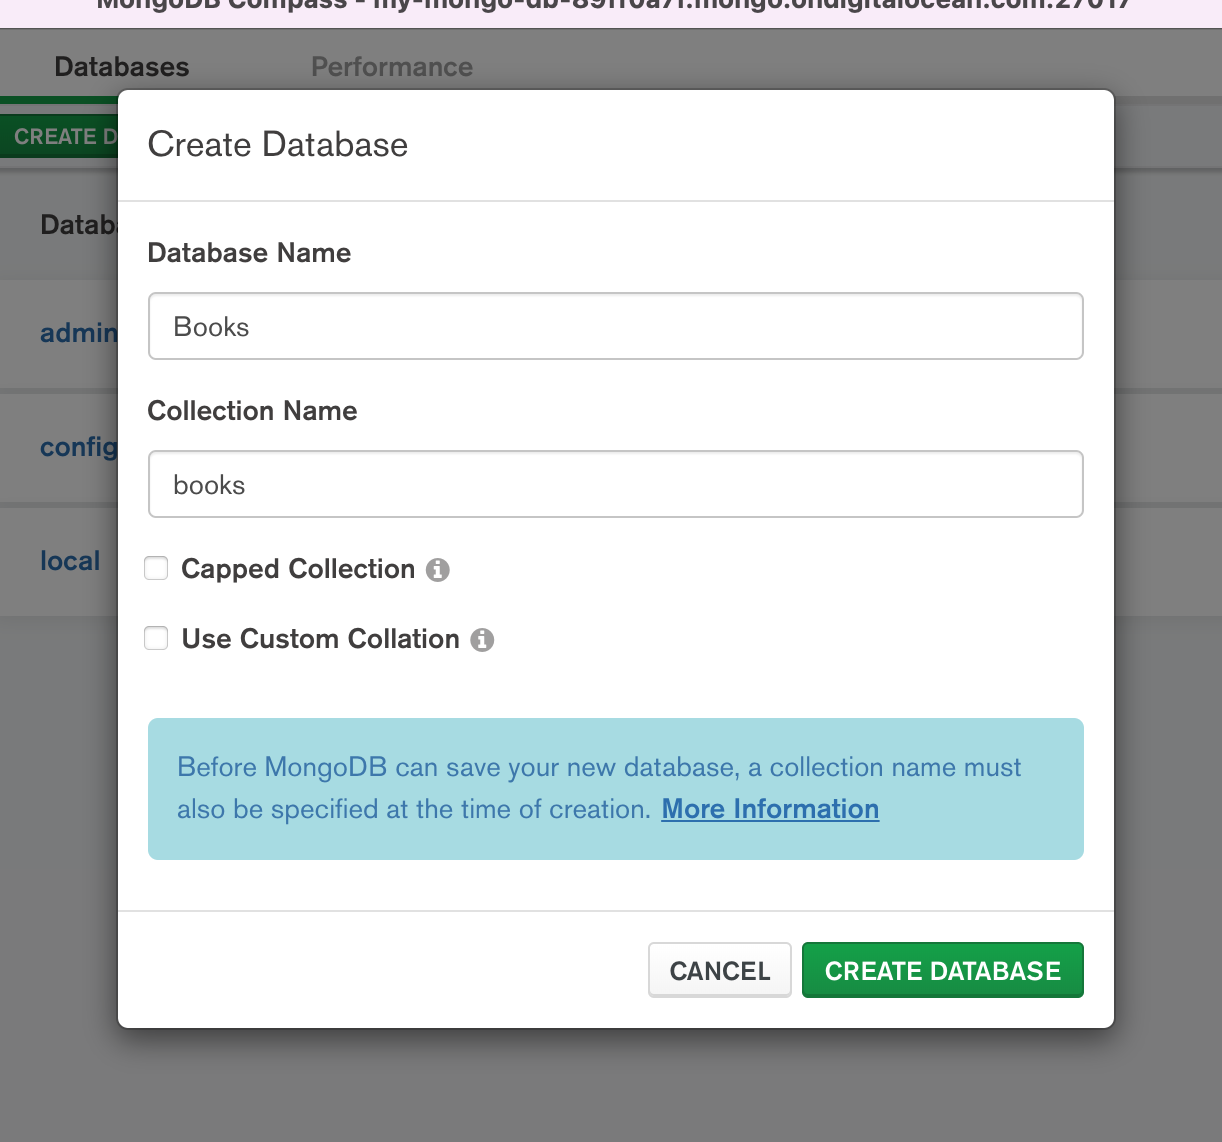 MongoDB Compass - my-mongo-db-89ff0a7f.mongo.ondigitalocean.com:27017
Databases
Performance
CREATE D
Create Database
Datab
Database Name
Books
admin
Collection Name
config
books
local
Capped Collection
Use Custom Collation
Before MongoDB can save your new database, a collection name must
also be specified at the time of creation. More Information
CANCEL
CREATE DATABASE